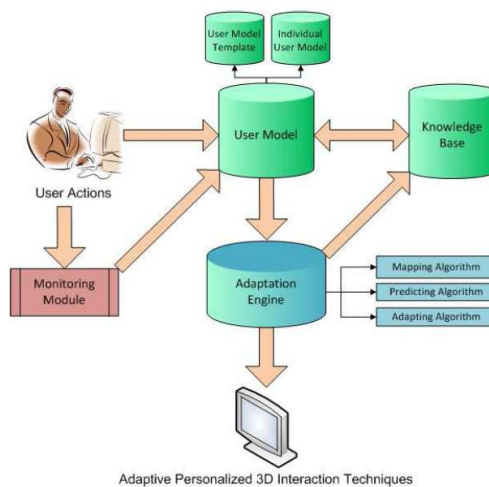 User Model
Template
Individual
User Model
User Model
Knowledge
Base
User Actions
Monitoring
Module
Adaptation
Engine
Mapping Algorithm
Predicting Algorithm
Adapting Algorithm
Adaptive Personalized 3D Interaction Techniques